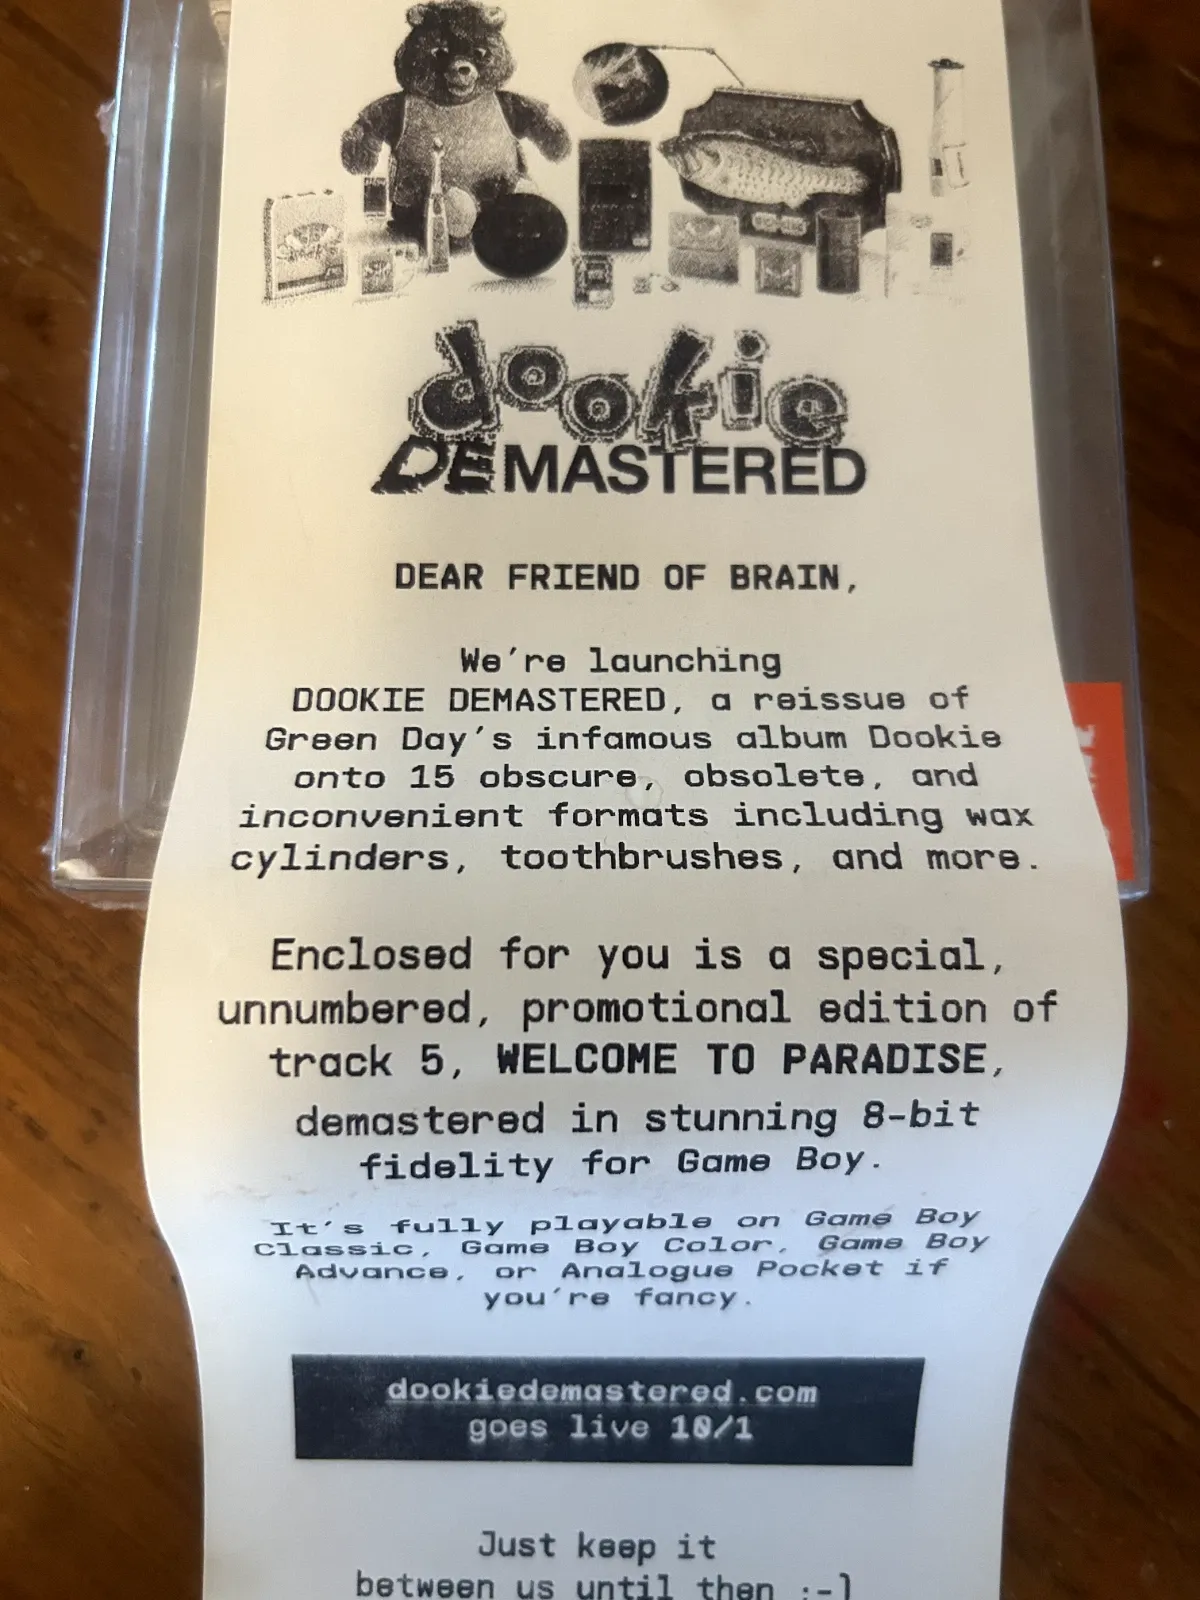 dookie
DEMASTERED
DEAR FRIEND OF BRAIN,
We're launching
DOOKIE DEMASTERED, a reissue of
Green Day's infamous album Dookie
onto 15 obscure, obsolete, and
inconvenient formats including wax
cylinders, toothbrushes, and more.
Enclosed for you is a special,
unnumbered, promotional edition of
track 5, WELCOME TO PARADISE,
demastered in stunning 8-bit
fidelity for Game Boy.
It's fully playable on Game Boy
Classic, Game Boy Color, Game Boy
Advance, or Analogue Pocket if
you're fancy.
dookiedemastered.com
goes live 10/1
Just keep it
between us until then :-)